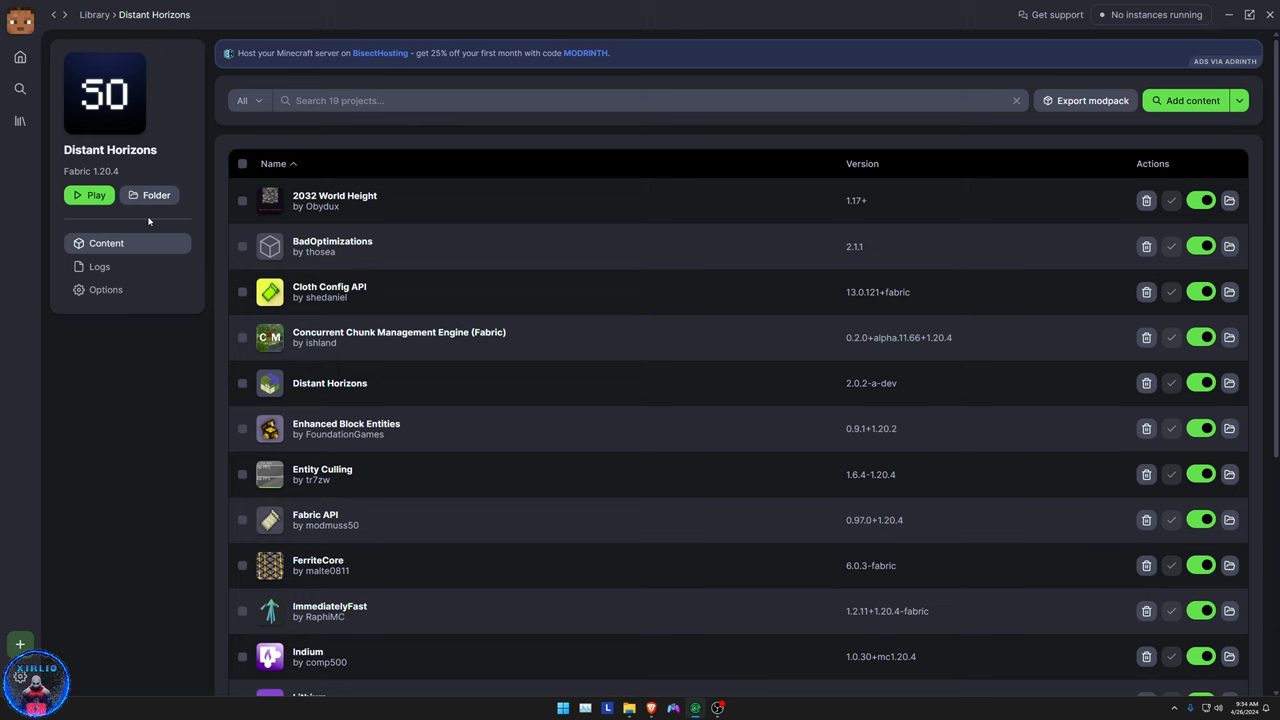 Library > Distant Horizons
Get support
No instances running
Host your Minecraft server on BisectHosting - get 25% off your first month with code MODRINTH.
ADS VIA ADRINTH
50
Distant Horizons
Fabric 1.20.4
Play
Folder
Content
Logs
Options
All
Search 19 projects...
Export modpack
Add content
Name
Version
Actions
2032 World Height
by Obydux
1.17+
BadOptimizations
by thosea
2.1.1
Cloth Config API
by shedaniel
13.0.121+fabric
Concurrent Chunk Management Engine (Fabric)
by ishland
0.2.0+alpha.11.66+1.20.4
Distant Horizons
2.0.2-a-dev
Enhanced Block Entities
by FoundationGames
0.9.1+1.20.2
Entity Culling
by tr7zw
1.6.4-1.20.4
Fabric API
by modmuss50
0.97.0+1.20.4
FerriteCore
by malte0811
6.0.3-fabric
ImmediatelyFast
by RaphiMC
1.2.11+1.20.4-fabric
Indium
by comp500
1.0.30+mc1.20.4
XIRLIO
9:34 AM
4/26/2024